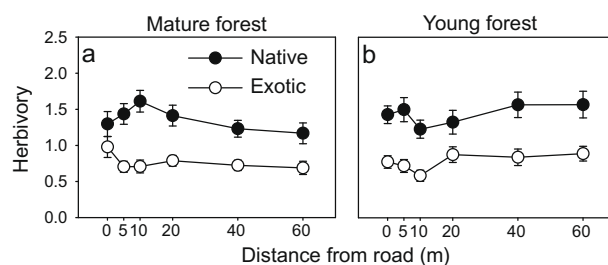 Mature forest Young forest
a Native
Exotic
b
Herbivory
2.5
2.0
1.5
1.0
0.5
0.0
0 5 10 20 40 60 0 5 10 20 40 60
Distance from road (m)